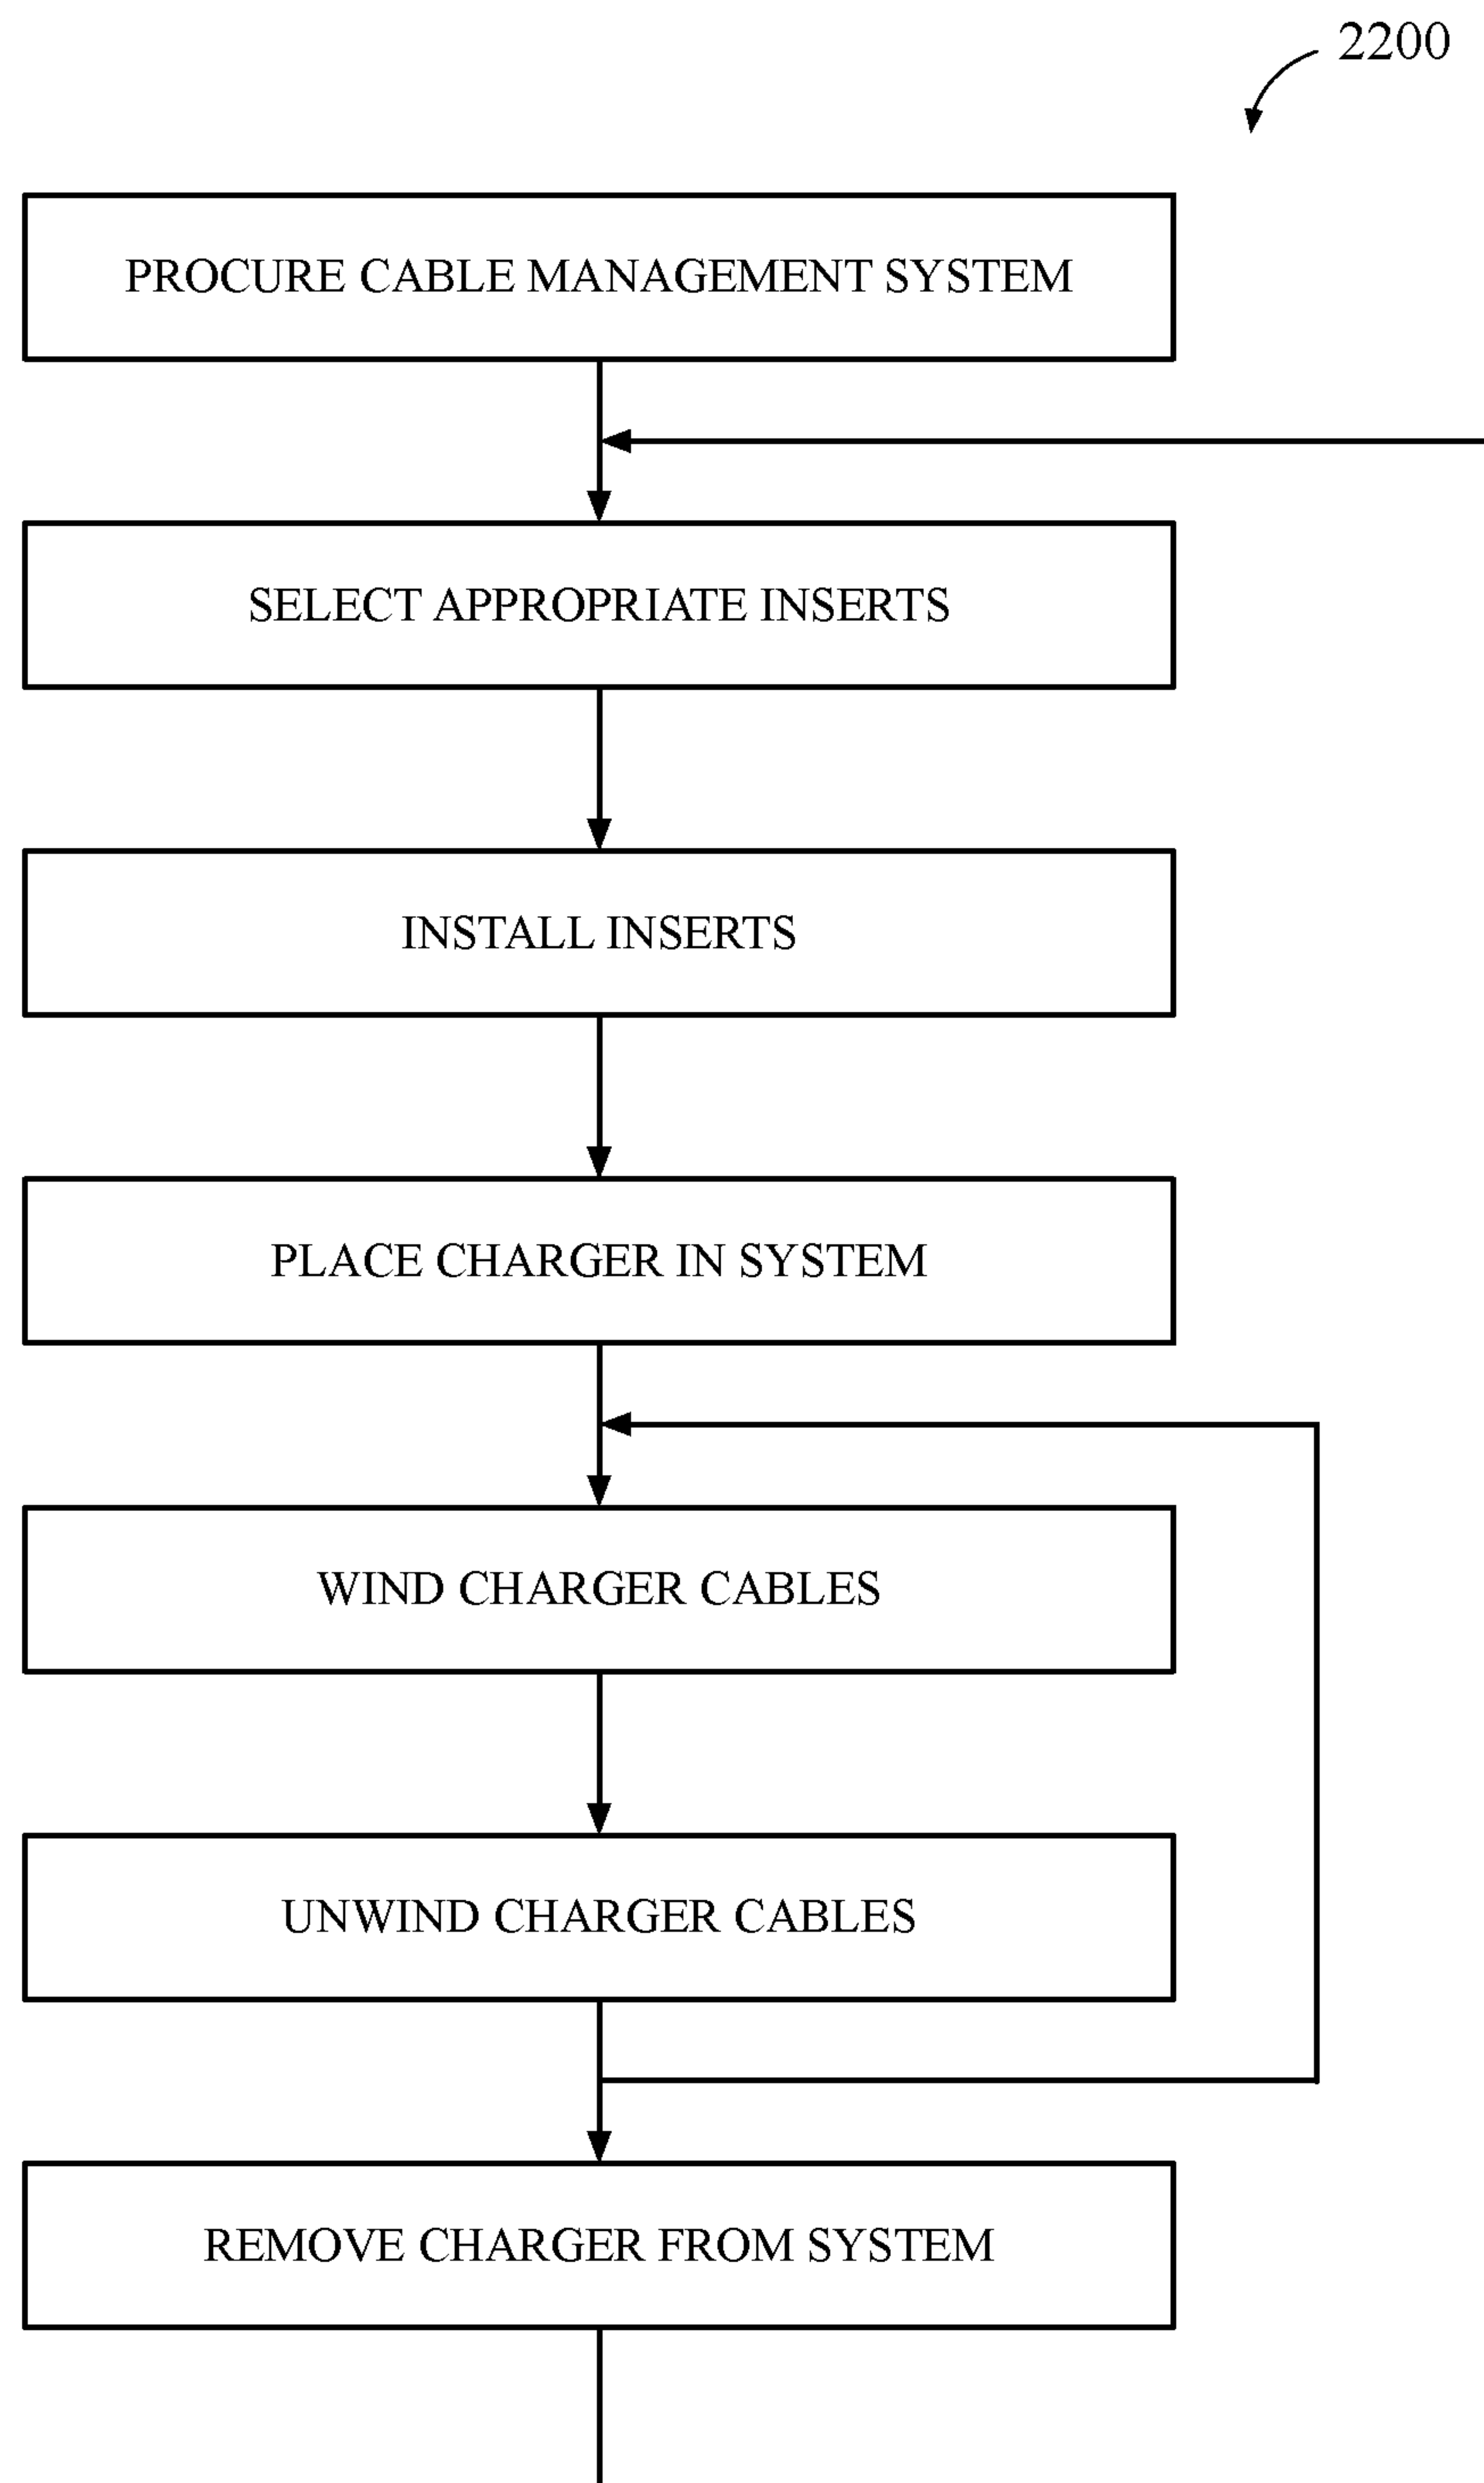 2200
PROCURE CABLE MANAGEMENT SYSTEM
SELECT APPROPRIATE INSERTS
INSTALL INSERTS
PLACE CHARGER IN SYSTEM
WIND CHARGER CABLES
UNWIND CHARGER CABLES
REMOVE CHARGER FROM SYSTEM